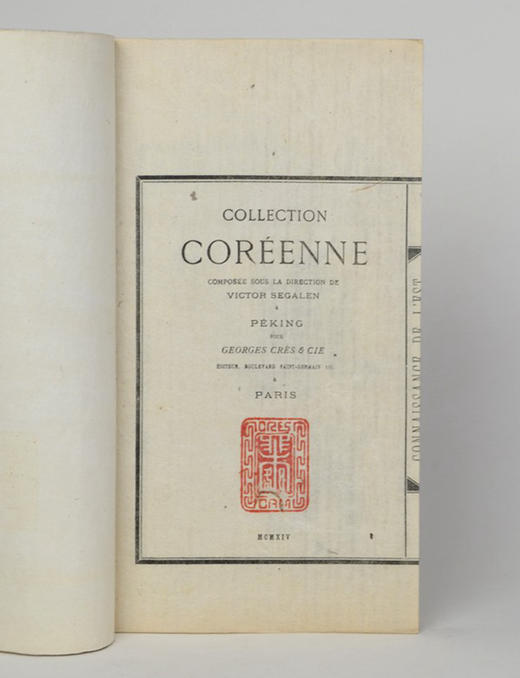 COLLECTION
CORÉENNE
COMPOSÉE SOUS LA DIRECTION DE
VICTOR SEGALEN
À
PÉKING
POUR
GEORGES CRÈS & CIE
ÉDITEUR, BOULEVARD SAINT-GERMAIN
À
PARIS
CRES
MCMXIV
CONNAISSANCE DE L'EST